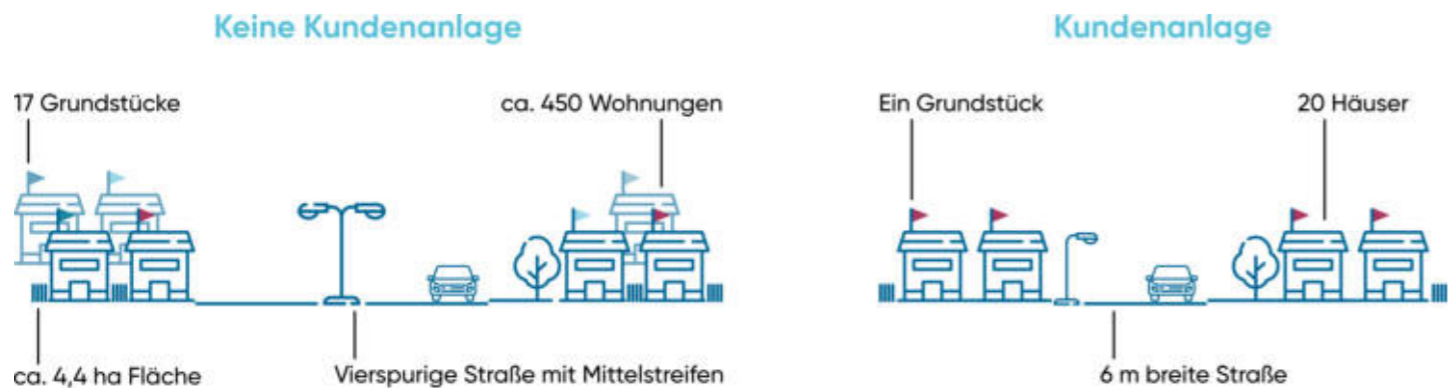 Keine Kundenanlage
Kundenanlage
17 Grundstücke
ca. 450 Wohnungen
Ein Grundstück
20 Häuser
ca. 4,4 ha Fläche
Vierspurige Straße mit Mittelstreifen
6 m breite Straße